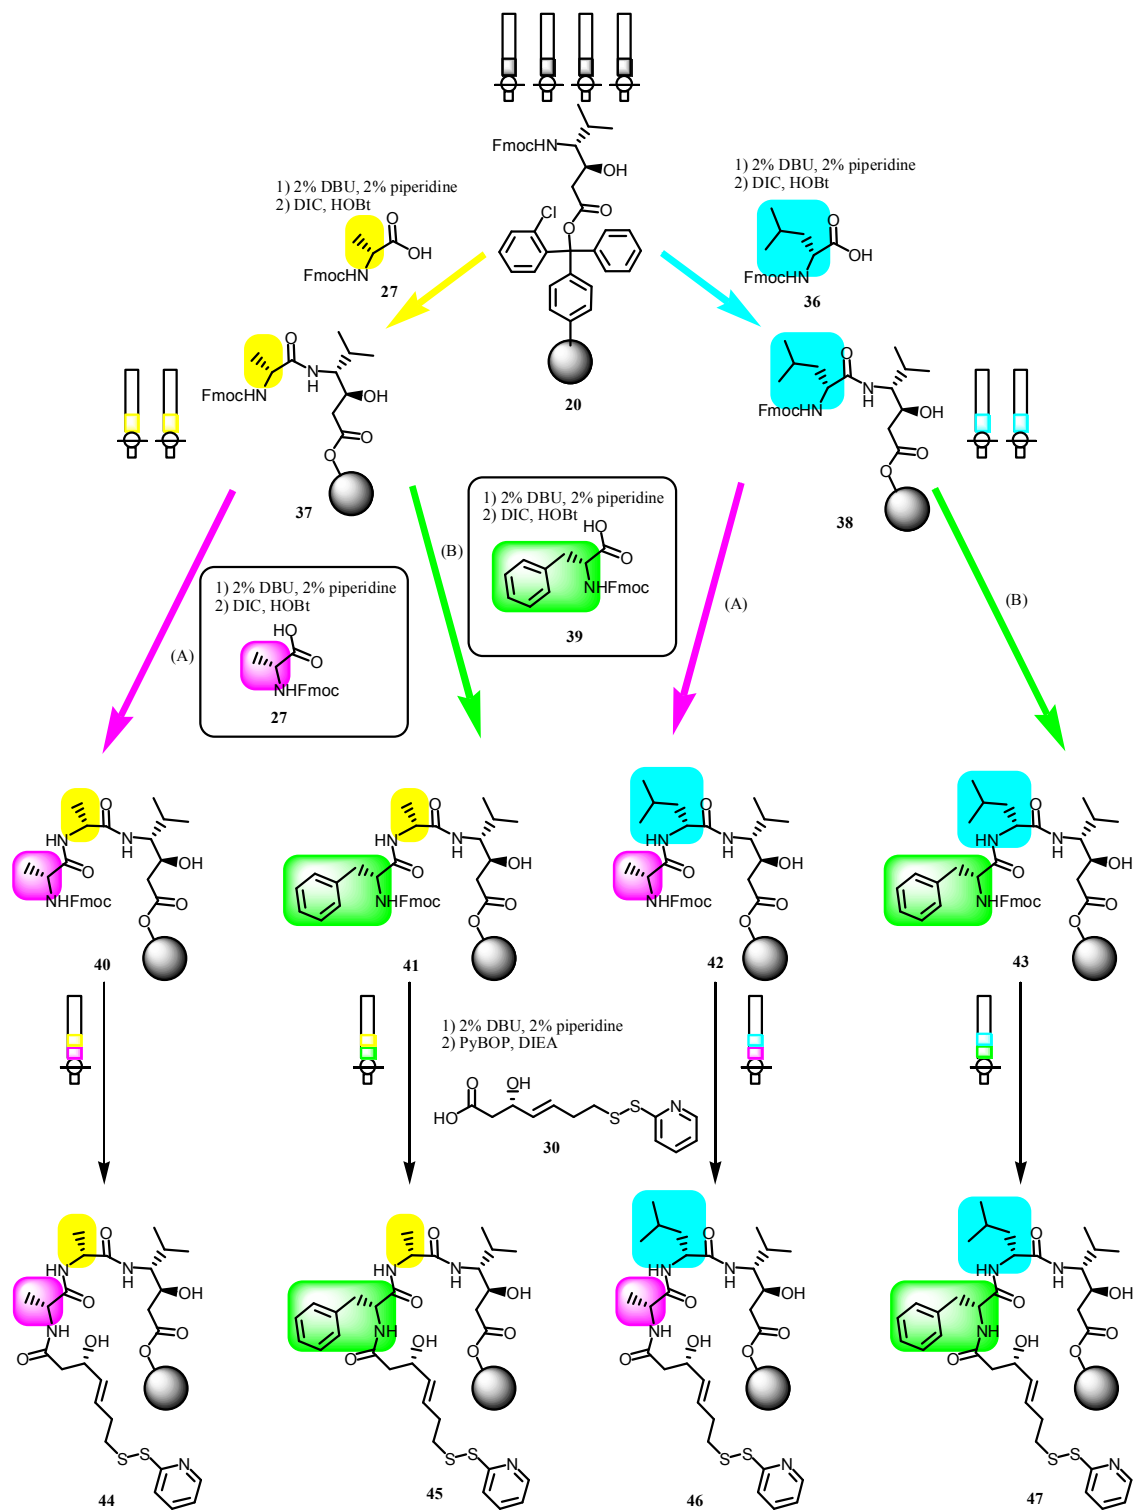 FmocHN
OH
O
O
Cl
20
1) 2% DBU, 2% piperidine
2) DIC, HOBt
O
OH
FmocHN
27
1) 2% DBU, 2% piperidine
2) DIC, HOBt
O
OH
FmocHN
36
O
N
H
FmocHN
OH
O
O
37
O
N
H
FmocHN
OH
O
O
38
(A)
1) 2% DBU, 2% piperidine
2) DIC, HOBt
HO
O
NHFmoc
27
(B)
1) 2% DBU, 2% piperidine
2) DIC, HOBt
HO
O
NHFmoc
39
(A)
(B)
O
HN
N
H
O
OH
NHFmoc
O
O
40
O
HN
N
H
O
OH
NHFmoc
O
O
41
O
HN
N
H
O
OH
NHFmoc
O
O
42
O
HN
N
H
O
OH
NHFmoc
O
O
43
1) 2% DBU, 2% piperidine
2) PyBOP, DIEA
O
OH
HO
S
S
N
30
O
HN
N
H
O
OH
NH
O
OH
O
O
S
S
N
44
O
HN
N
H
O
OH
NH
O
OH
O
O
S
S
N
45
O
HN
N
H
O
OH
NH
O
OH
O
O
S
S
N
46
O
HN
N
H
O
OH
NH
O
OH
O
O
S
S
N
47